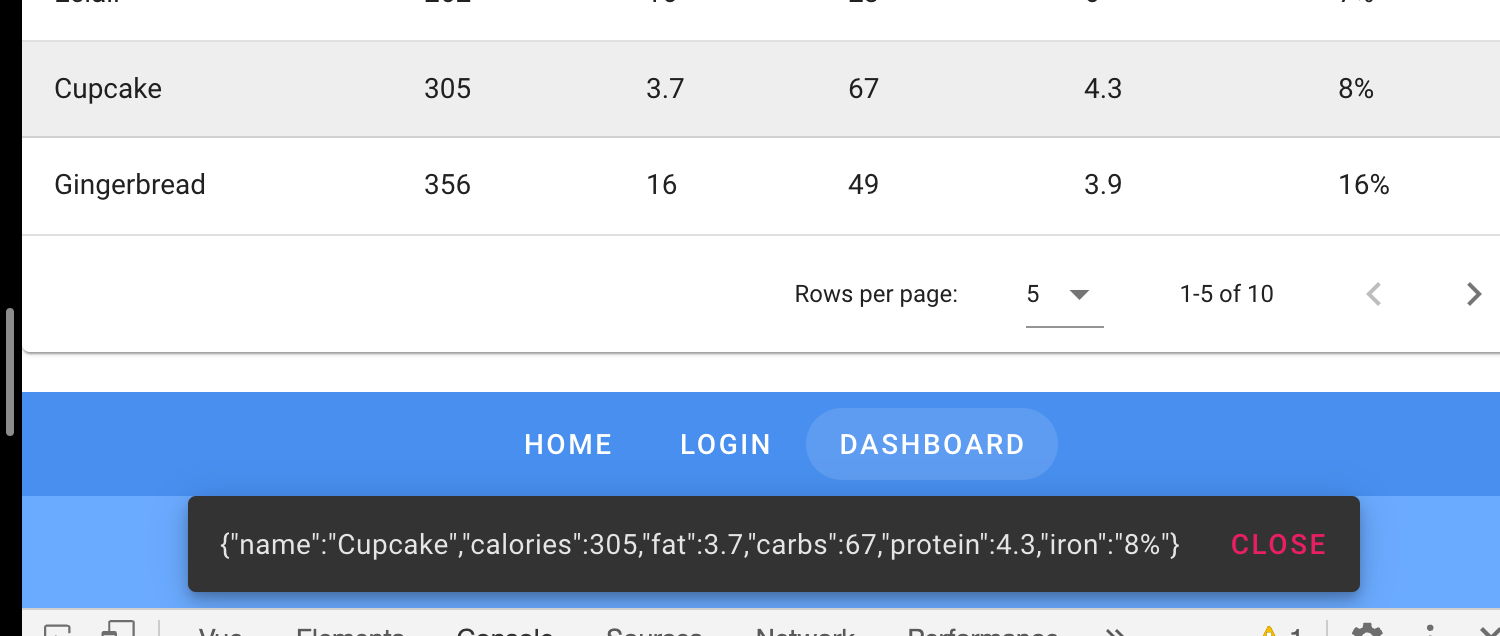 Cupcake 305 3.7 67 4.3 8%
Gingerbread 356 16 49 3.9 16%
Rows per page: 5 1-5 of 10
HOME LOGIN DASHBOARD
{"name":"Cupcake","calories":305,"fat":3.7,"carbs":67,"protein":4.3,"iron":"8%"} CLOSE
Vue Elements Console Sources Network Performance 1